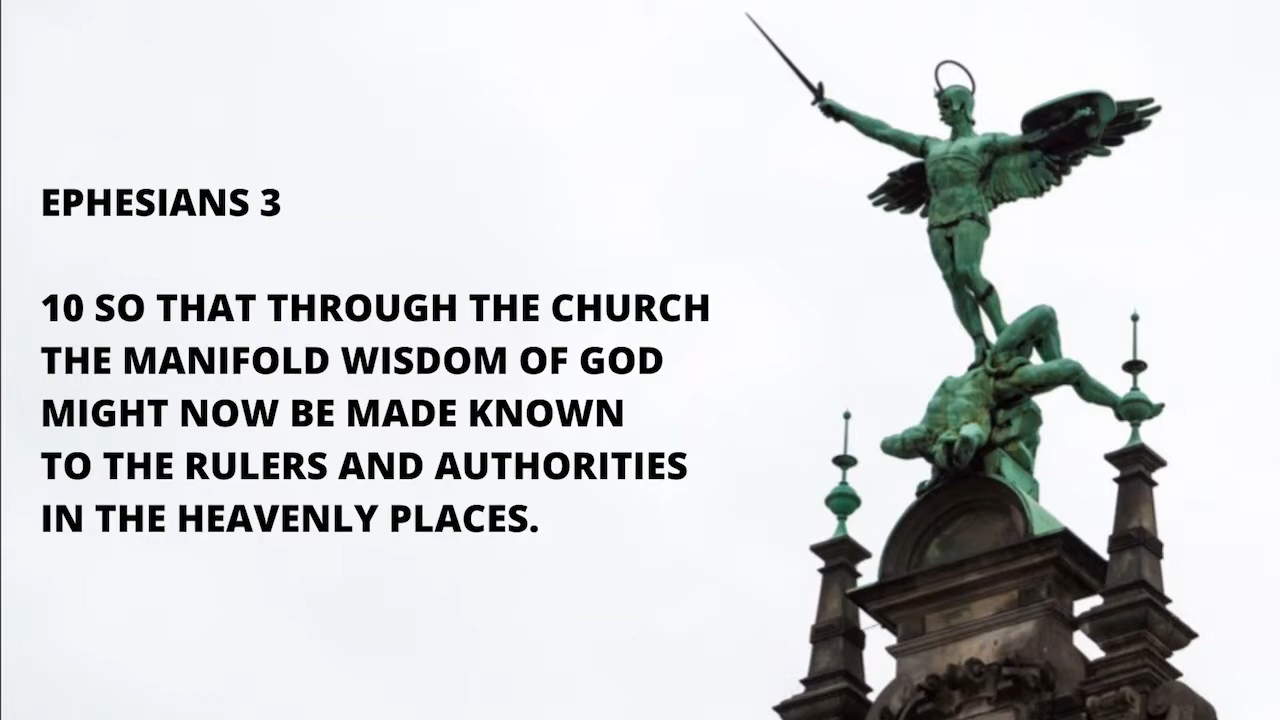 EPHESIANS 3
10 SO THAT THROUGH THE CHURCH
THE MANIFOLD WISDOM OF GOD
MIGHT NOW BE MADE KNOWN
TO THE RULERS AND AUTHORITIES
IN THE HEAVENLY PLACES.